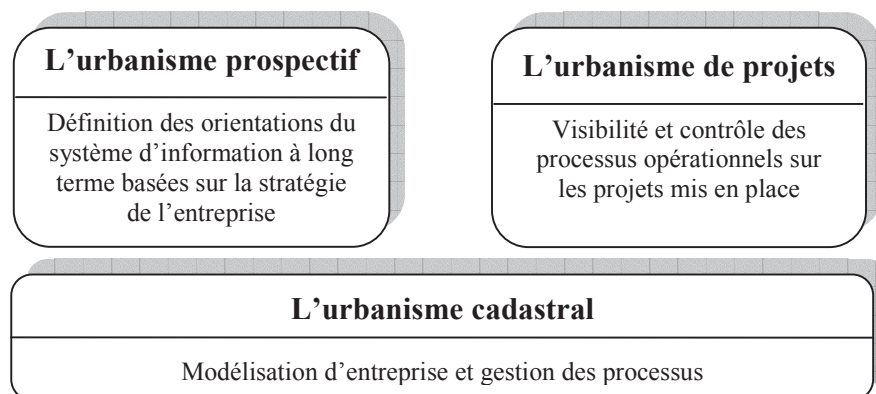 L’urbanisme prospectif
Définition des orientations du
système d’information à long
terme basées sur la stratégie
de l’entreprise
L’urbanisme de projets
Visibilité et contrôle des
processus opérationnels sur
les projets mis en place
L’urbanisme cadastral
Modélisation d’entreprise et gestion des processus